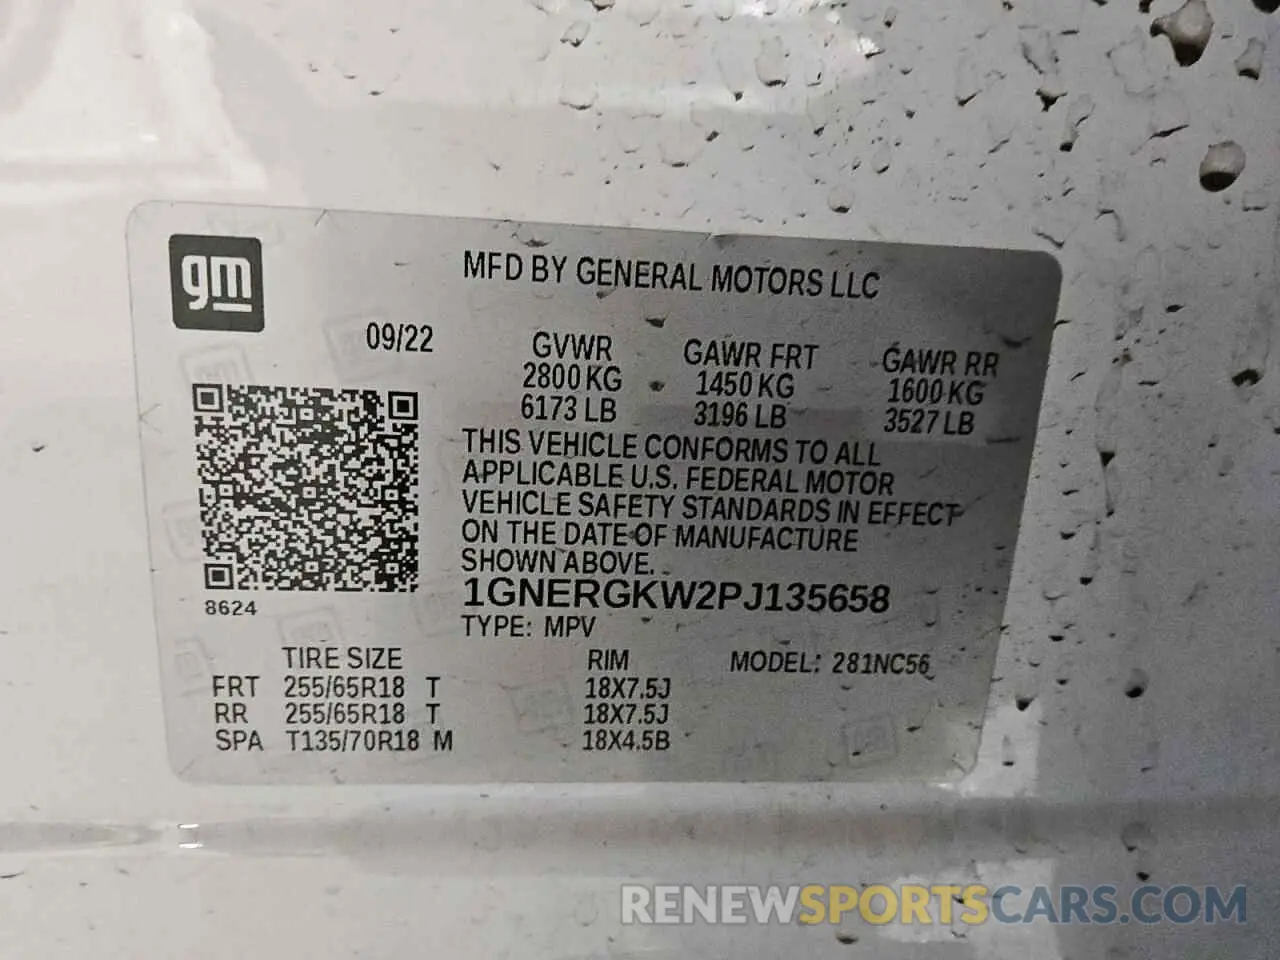 gm
MFD BY GENERAL MOTORS LLC
09/22
GVWR GAWR FRT GAWR RR
2800 KG 1450 KG 1600 KG
6173 LB 3196 LB 3527 LB
THIS VEHICLE CONFORMS TO ALL
APPLICABLE U.S. FEDERAL MOTOR
VEHICLE SAFETY STANDARDS IN EFFECT
ON THE DATE OF MANUFACTURE
SHOWN ABOVE.
8624
1GNERGKW2PJ135658
TYPE: MPV
TIRE SIZE RIM MODEL: 281NC56
FRT 255/65R18 T 18X7.5J
RR 255/65R18 T 18X7.5J
SPA T135/70R18 M 18X4.5B
RENEWSPORTSCARS.COM